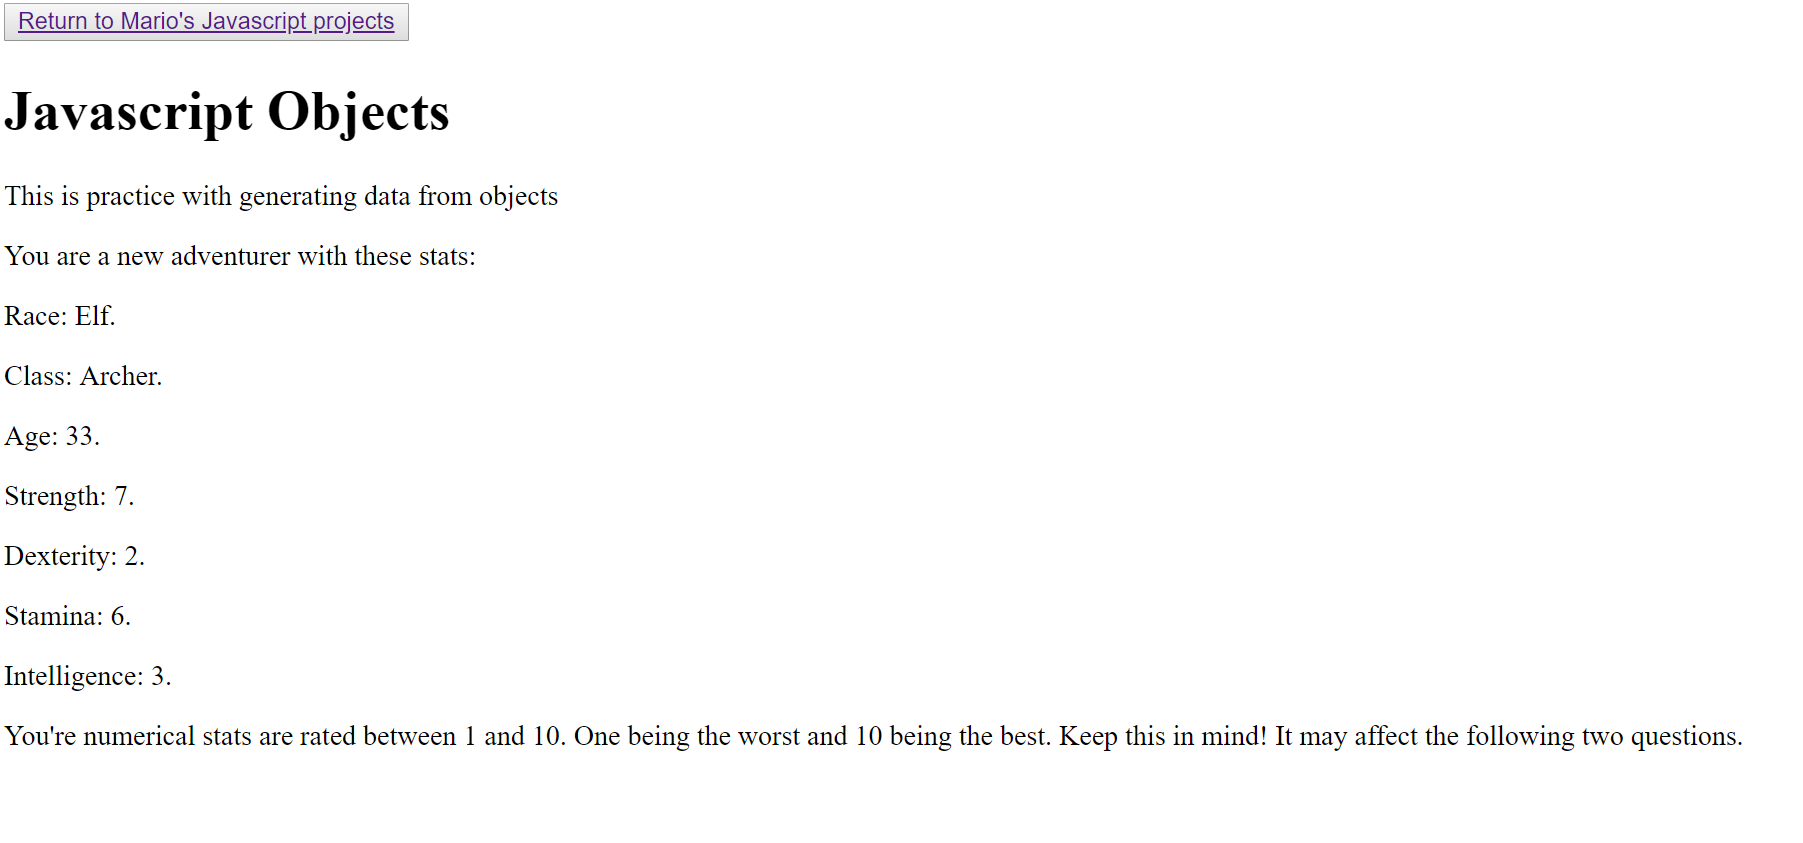 Return to Mario's Javascript projects
Javascript Objects
This is practice with generating data from objects
You are a new adventurer with these stats:
Race: Elf.
Class: Archer.
Age: 33.
Strength: 7.
Dexterity: 2.
Stamina: 6.
Intelligence: 3.
You're numerical stats are rated between 1 and 10. One being the worst and 10 being the best. Keep this in mind! It may affect the following two questions.